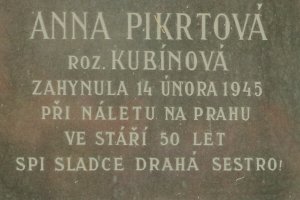 ANNA PIKRTOVÁ
ROZ. KUBÍNOVÁ
ZAHYNULA 14 ÚNORA 1945
PŘI NÁLETU NA PRAHU
VE STÁŘÍ 50 LET
SPI SLADCE DRAHÁ SESTRO!